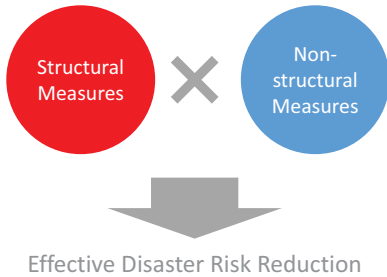 Structural
Measures
Non-
structural
Measures
Effective Disaster Risk Reduction